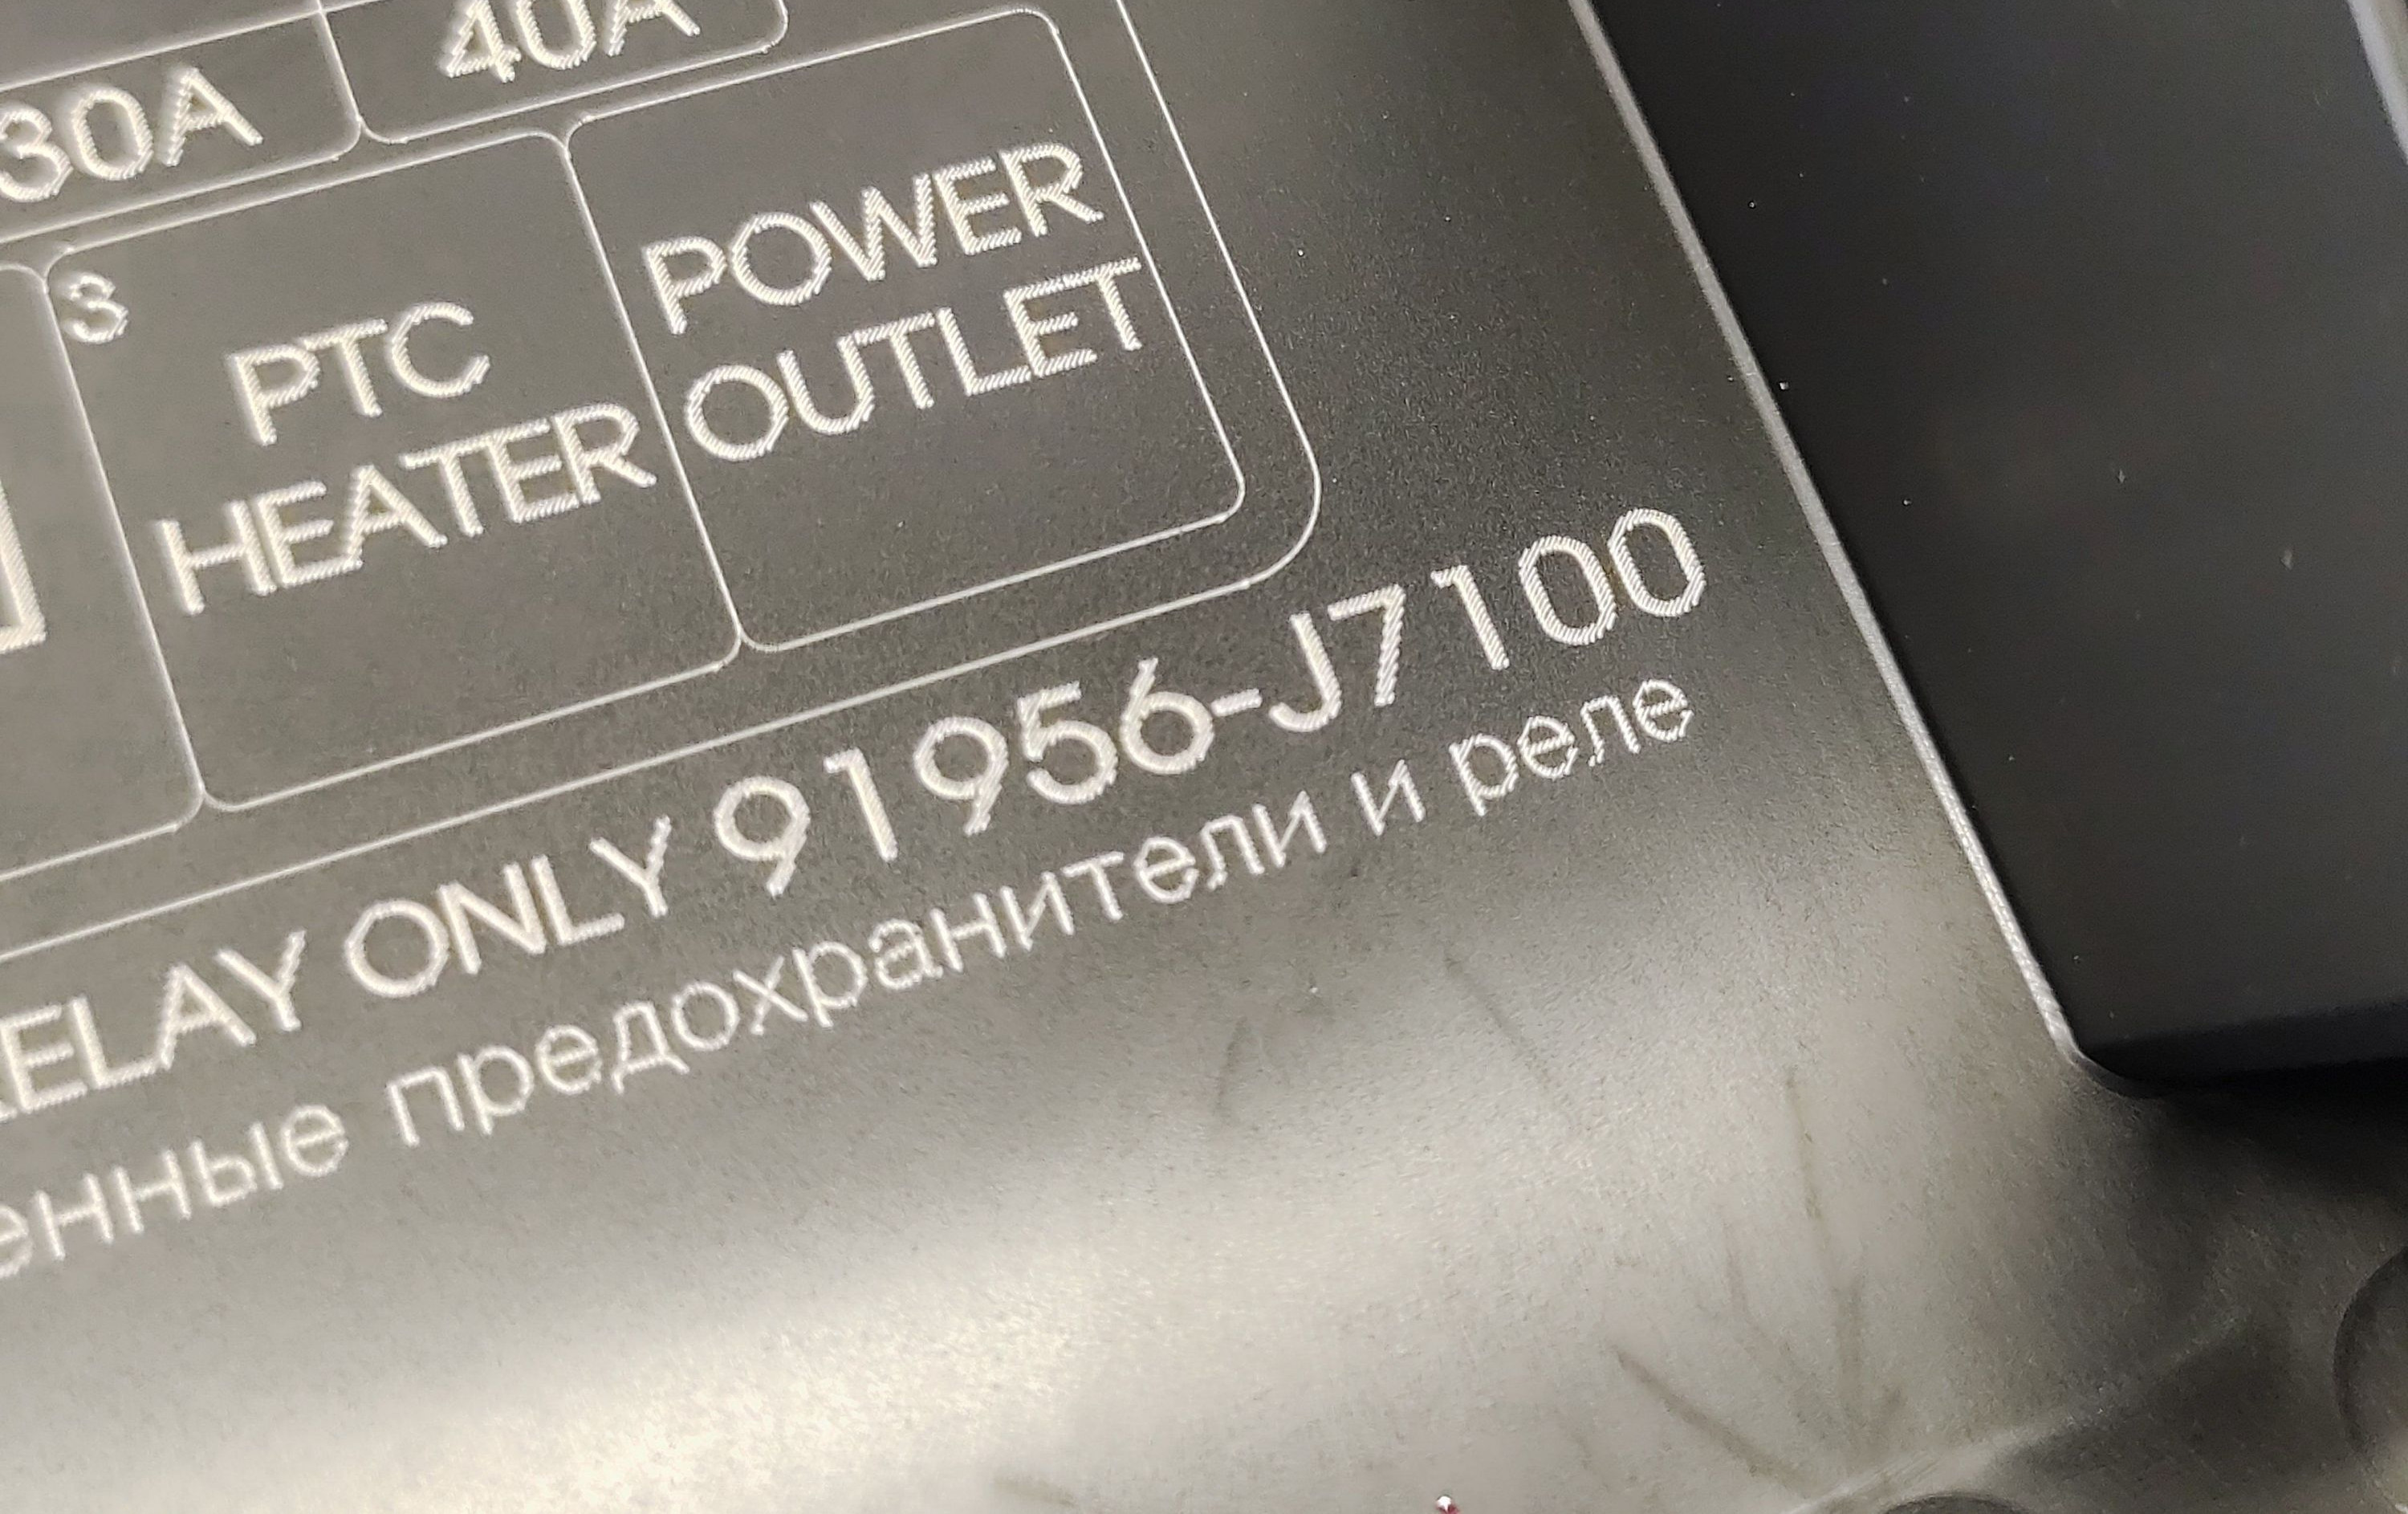 40A
30A
3
PTC
HEATER
POWER
OUTLET
RELAY ONLY 91956-J7100
енные предохранители и реле